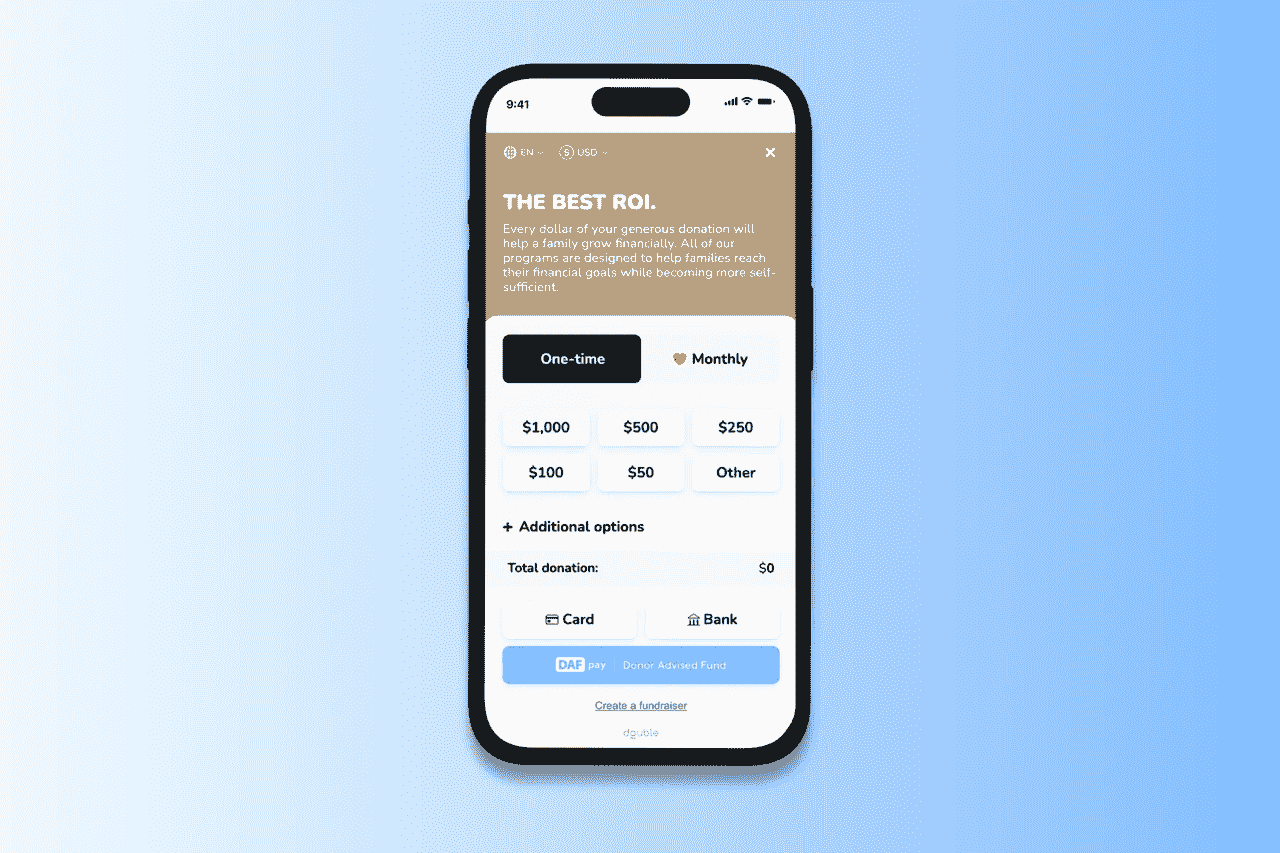 9:41
EN USD
THE BEST ROI.
Every dollar of your generous donation will
help a family grow financially. All of our
programs are designed to help families reach
their financial goals while becoming more self-
sufficient.
One-time Monthly
$1,000 $500 $250
$100 $50 Other
+ Additional options
Total donation: $0
Card Bank
DAF pay | Donor Advised Fund
Create a fundraiser
dguble